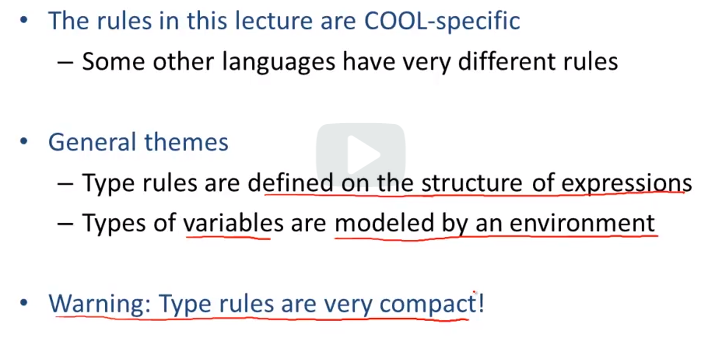 • The rules in this lecture are COOL-specific
– Some other languages have very different rules
• General themes
– Type rules are defined on the structure of expressions
– Types of variables are modeled by an environment
• Warning: Type rules are very compact!